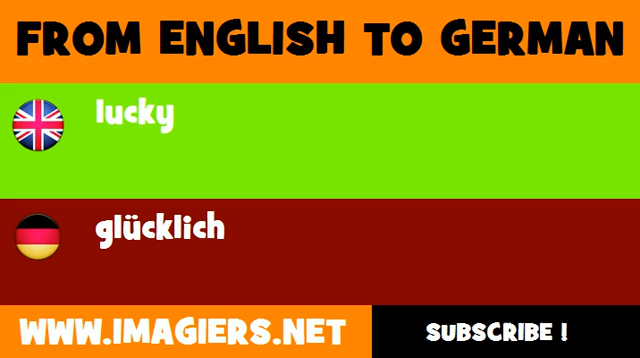 FROM ENGLISH TO GERMAN
lucky
glücklich
WWW.IMAGIERS.NET
SUBSCRIBE !